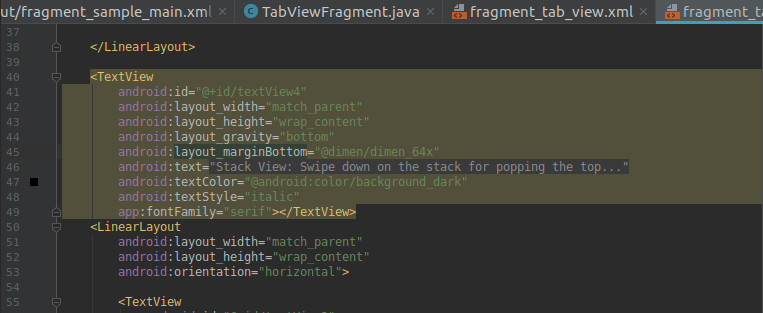 ut/fragment_sample_main.xml × TabViewFragment.java × fragment_tab_view.xml × fragment_ta
37
38 </LinearLayout>
39
40 <TextView
41 android:id="@+id/textView4"
42 android:layout_width="match_parent"
43 android:layout_height="wrap_content"
44 android:layout_gravity="bottom"
45 android:layout_marginBottom="@dimen/dimen_64x"
46 android:text="Stack View: Swipe down on the stack for popping the top..."
47 android:textColor="@android:color/background_dark"
48 android:textStyle="italic"
49 app:fontFamily="serif"></TextView>
50 <LinearLayout
51 android:layout_width="match_parent"
52 android:layout_height="wrap_content"
53 android:orientation="horizontal">
54
55 <TextView